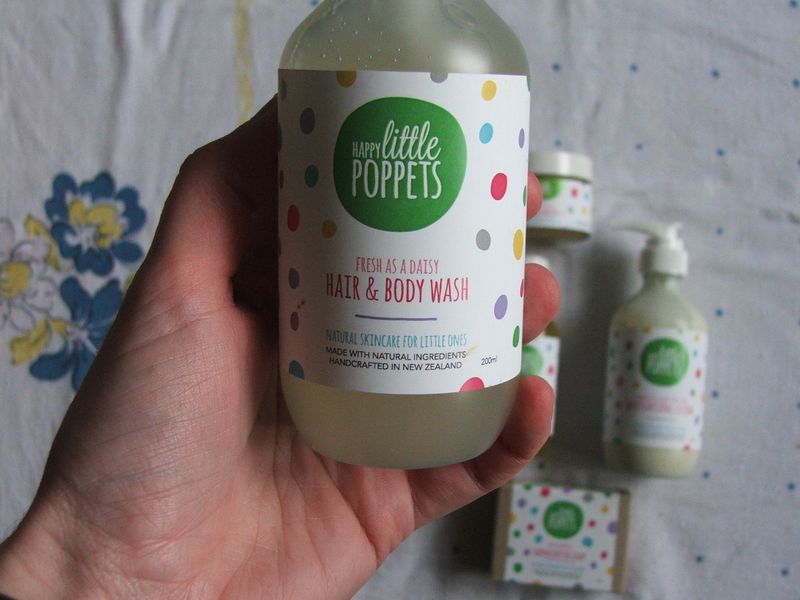 HAPPY little
POPPETS
FRESH AS A DAISY
HAIR & BODY WASH
NATURAL SKINCARE FOR LITTLE ONES
MADE WITH NATURAL INGREDIENTS
HANDCRAFTED IN NEW ZEALAND
200ml